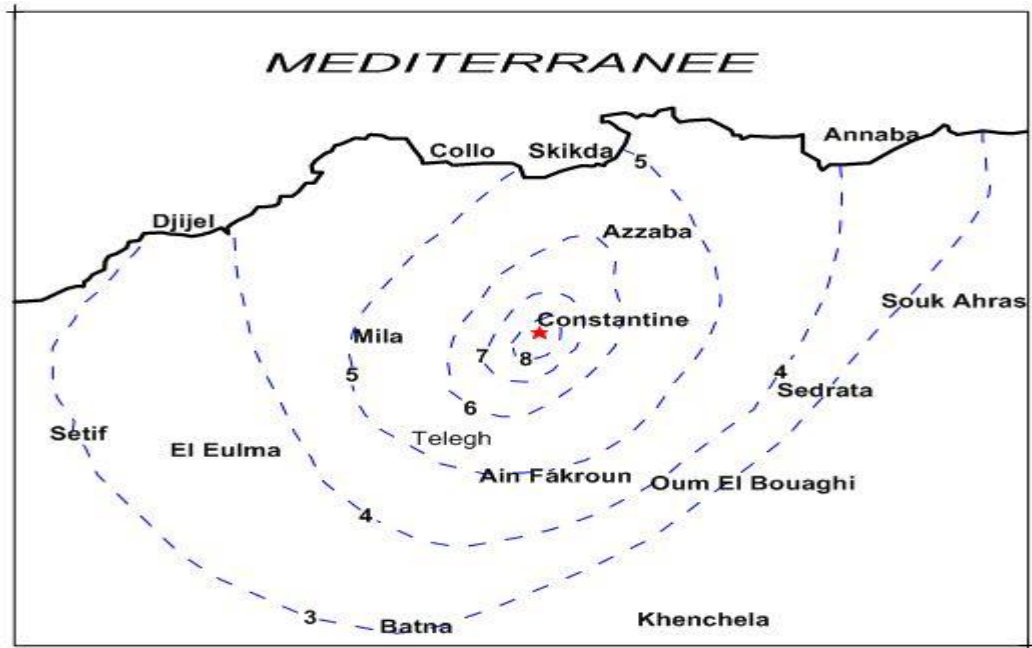 MEDITERRANEE
Annaba
Collo
Skikda
5
Djijel
Azzaba
Souk Ahras
Constantine
Mila
7
8
5
4
Sedrata
6
Setif
Telegh
El Eulma
Ain Fákroun
Oum El Bouaghi
4
3
Batna
Khenchela